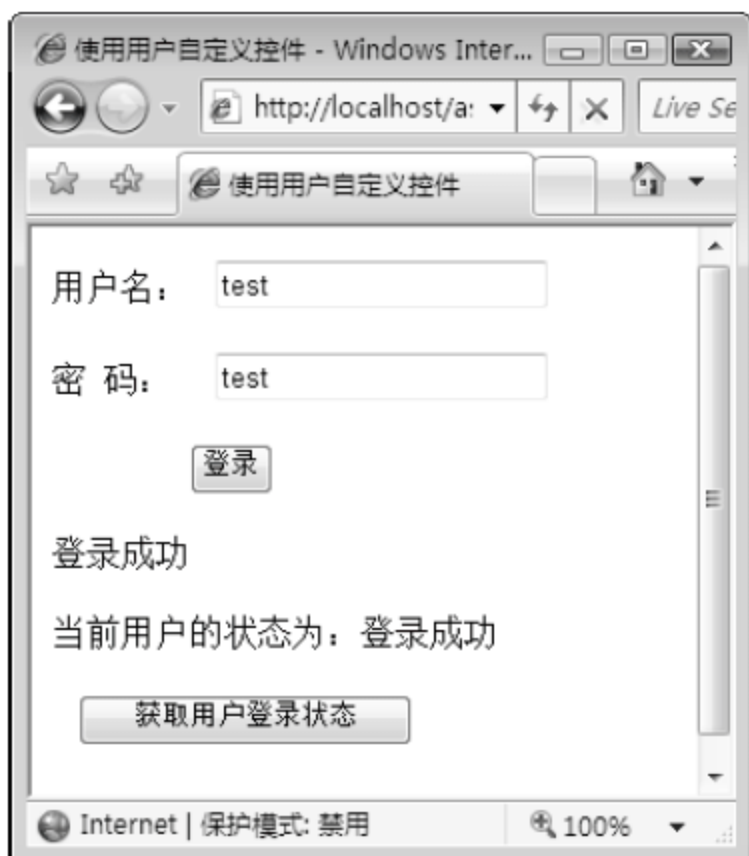 使用用户自定义控件 - Windows Inter...
http://localhost/a: Live Se
使用用户自定义控件
用户名： test
密 码： test
登录
登录成功
当前用户的状态为：登录成功
获取用户登录状态
Internet | 保护模式: 禁用 100%